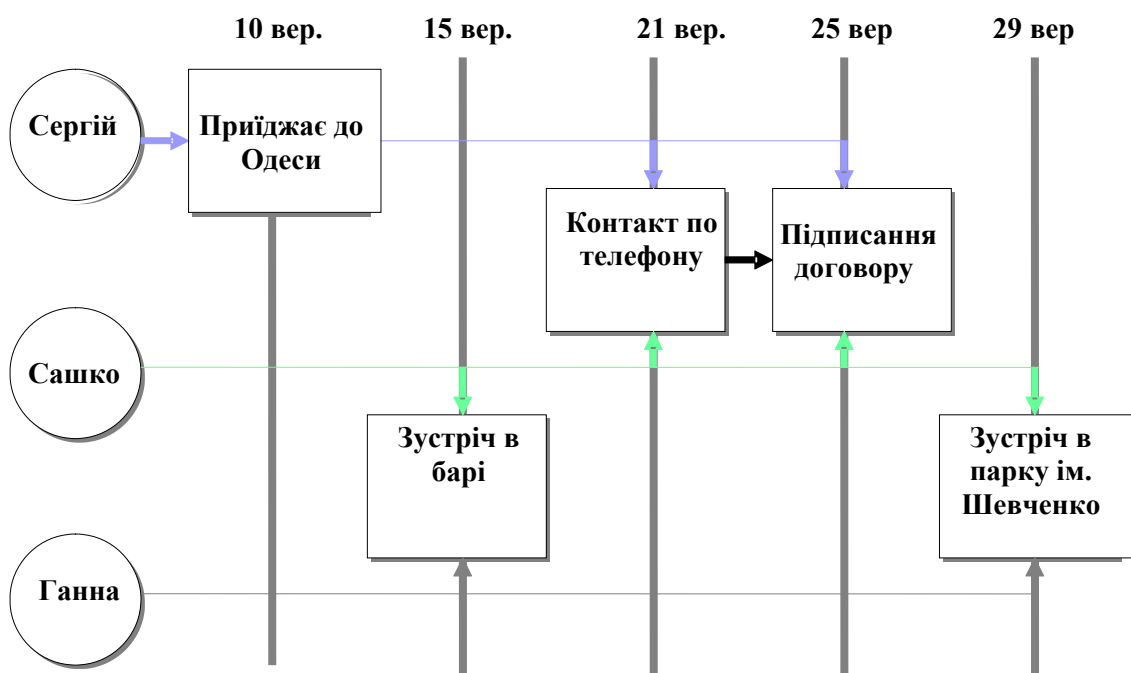 10 вер.
15 вер.
21 вер.
25 вер
29 вер
Сергій
Приїджає до
Одеси
Контакт по
телефону
Підписання
договору
Сашко
Зустріч в
барі
Зустріч в
парку ім.
Шевченко
Ганна